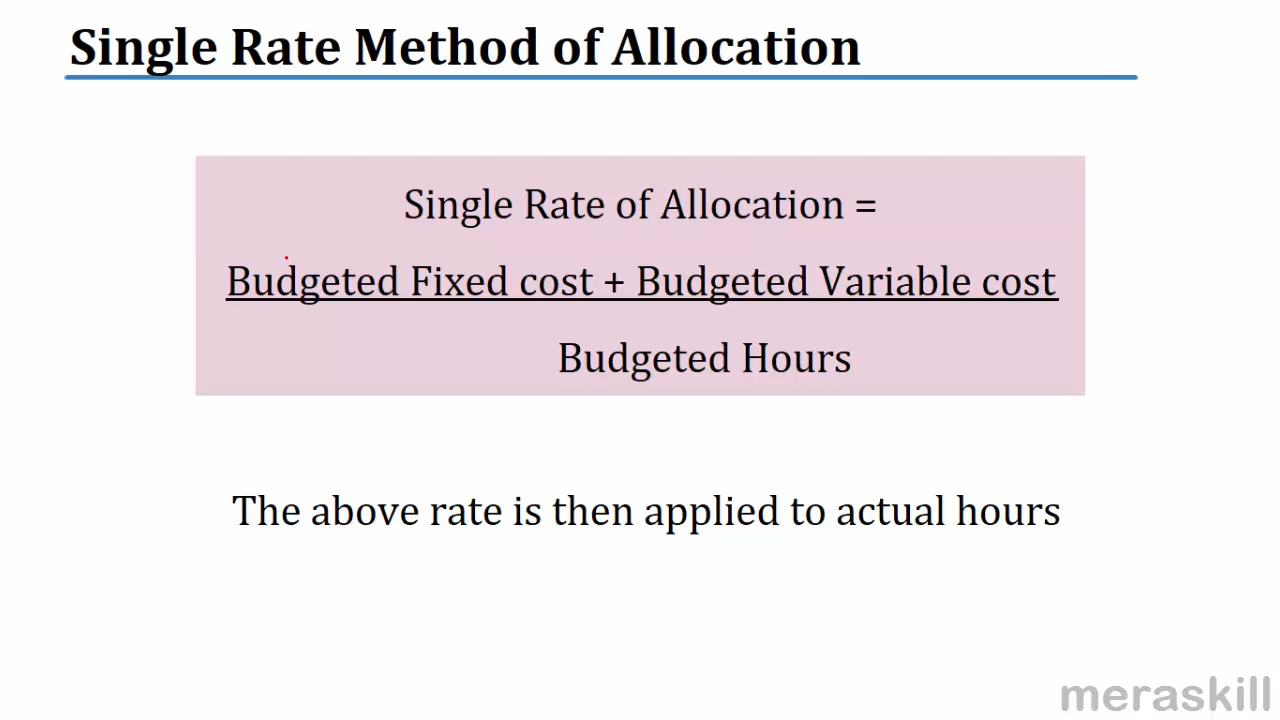 Single Rate Method of Allocation
Single Rate of Allocation =
Budgeted Fixed cost + Budgeted Variable cost
Budgeted Hours
The above rate is then applied to actual hours
meraskill